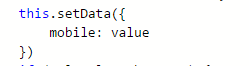 this.setData({
    mobile: value
})